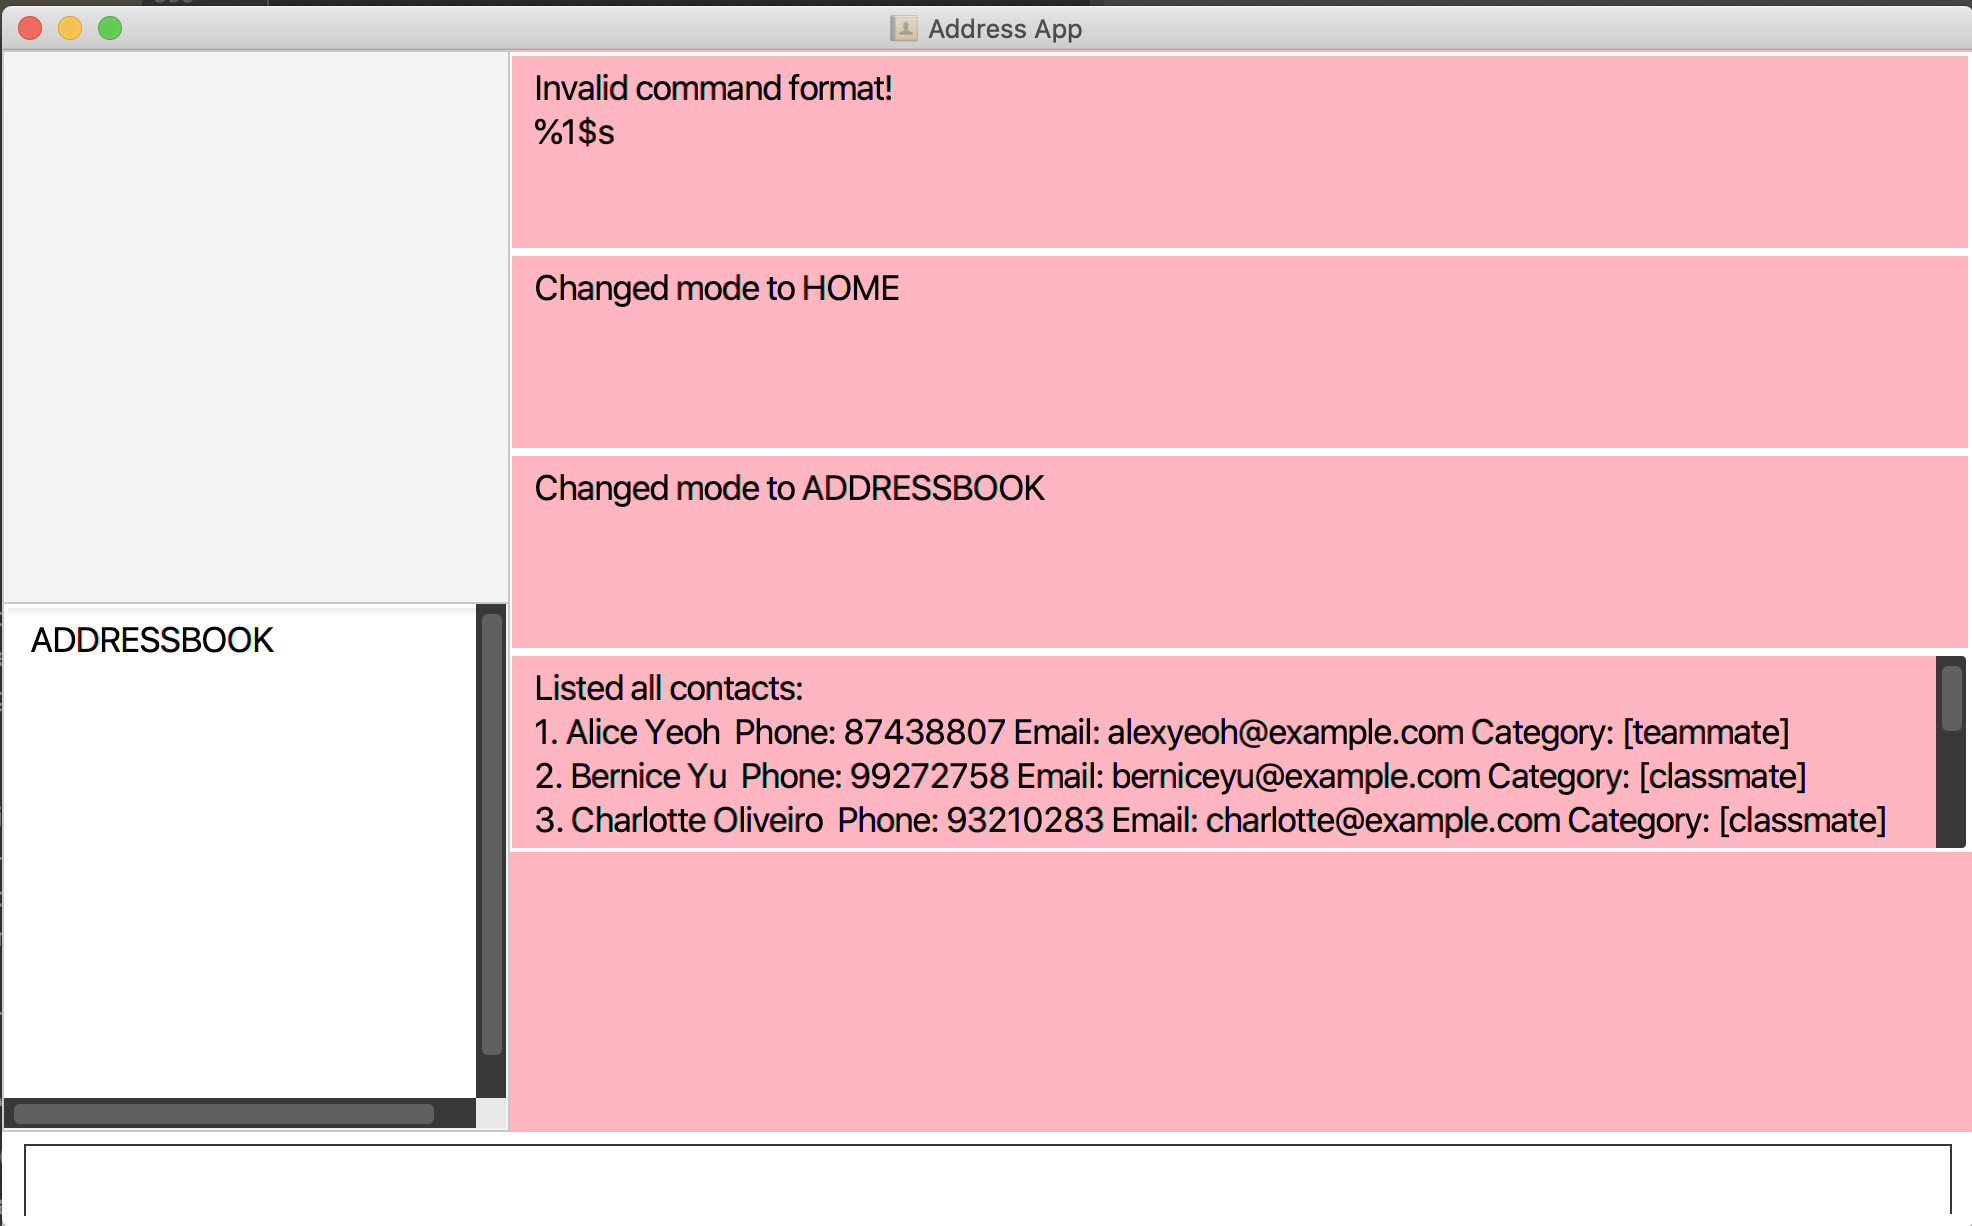 Address App
Invalid command format!
%1$s
Changed mode to HOME
Changed mode to ADDRESSBOOK
ADDRESSBOOK
Listed all contacts:
1. Alice Yeoh  Phone: 87438807 Email: alexyeoh@example.com Category: [teammate]
2. Bernice Yu  Phone: 99272758 Email: berniceyu@example.com Category: [classmate]
3. Charlotte Oliveiro  Phone: 93210283 Email: charlotte@example.com Category: [classmate]